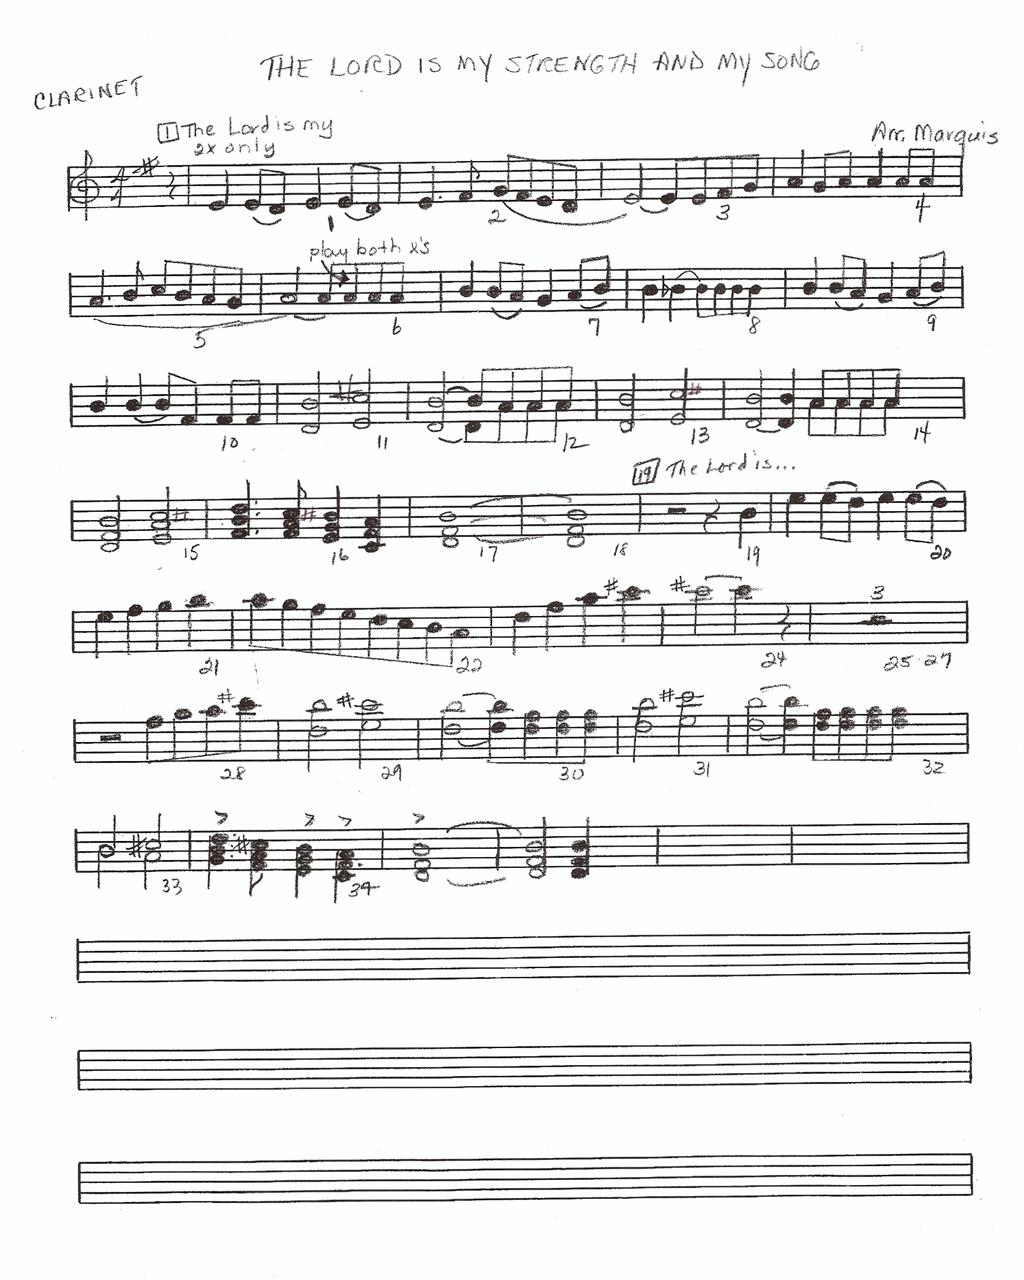 THE LORD IS MY STRENGTH AND MY SONG
CLARINET
1 The Lord is my
2x only
Arr. Marquis
1 2 3 4
play both x's
5 6 7 8 9
10 11 12 13 14
19 The Lord is...
15 16 17 18 19 20
3
21 22 24 25-27
28 29 30 31 32
33 34